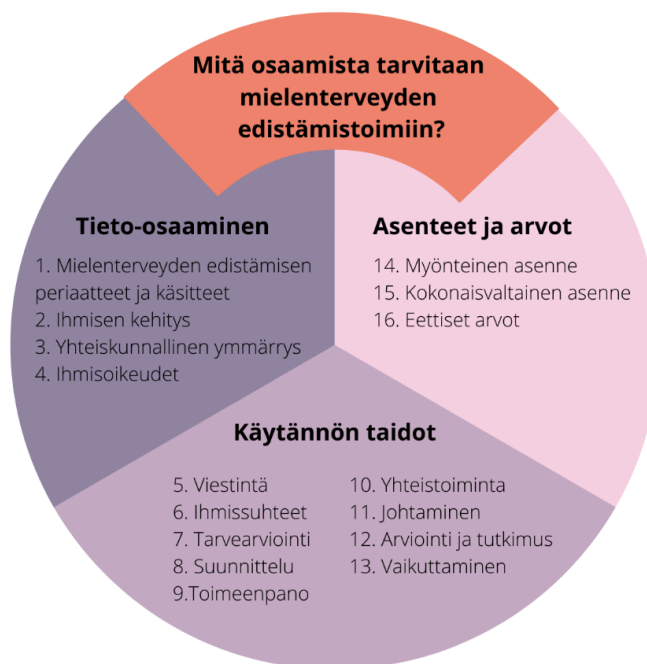 Mitä osaamista tarvitaan
mielenterveyden
edistämistoimiin?
Tieto-osaaminen
1. Mielenterveyden edistämisen
periaatteet ja käsitteet
2. Ihmisen kehitys
3. Yhteiskunnallinen ymmärrys
4. Ihmisoikeudet
Asenteet ja arvot
14. Myönteinen asenne
15. Kokonaisvaltainen asenne
16. Eettiset arvot
Käytännön taidot
5. Viestintä
6. Ihmissuhteet
7. Tarvearviointi
8. Suunnittelu
9.Toimeenpano
10. Yhteistoiminta
11. Johtaminen
12. Arviointi ja tutkimus
13. Vaikuttaminen